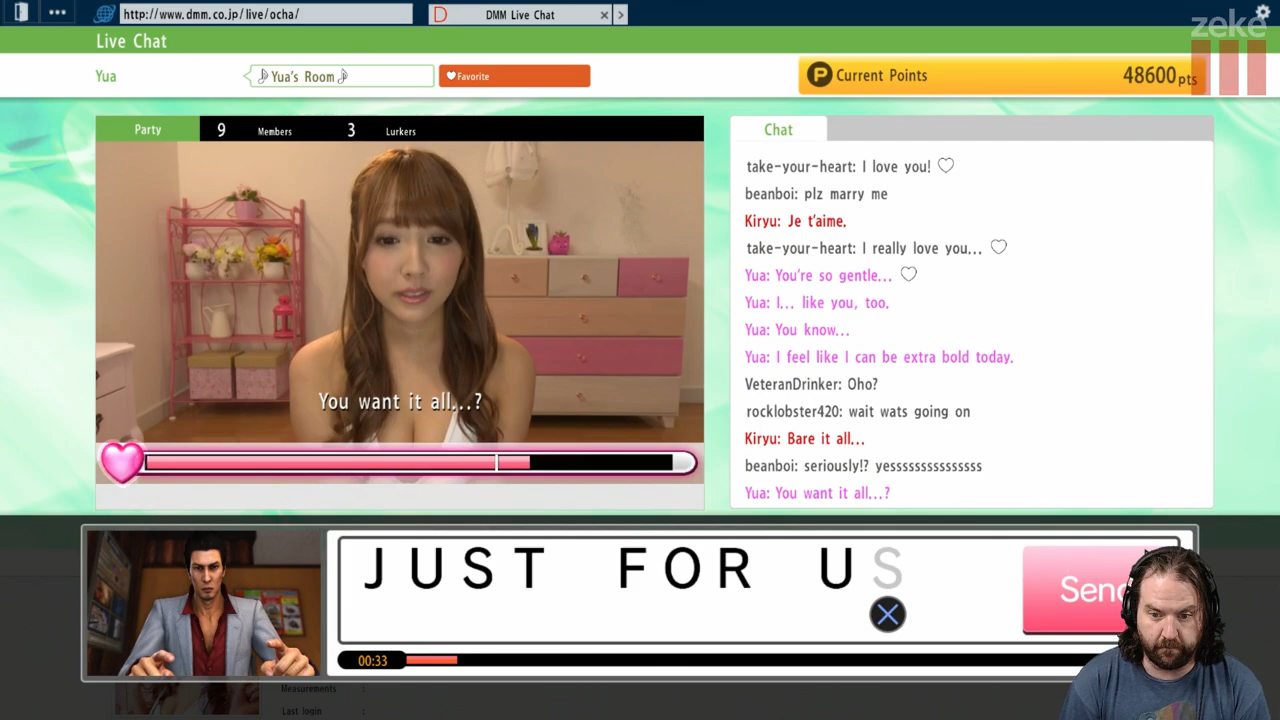 http://www.dmm.co.jp/live/ocha/
D
DMM Live Chat
zeke
Live Chat
Yua
Yua's Room
Favorite
P
Current Points
48600pts
Party
9
Members
3
Lurkers
Chat
take-your-heart: I love you! ♡
beanboi: plz marry me
Kiryu: Je t'aime.
take-your-heart: I really love you... ♡
Yua: You're so gentle... ♡
Yua: I... like you, too.
Yua: You know...
Yua: I feel like I can be extra bold today.
VeteranDrinker: Oho?
rocklobster420: wait wats going on
Kiryu: Bare it all...
beanboi: seriously!? yesssssssssssssss
Yua: You want it all...?
You want it all...?
JUST FOR US
Send
00:33
Measurements :
Last login :